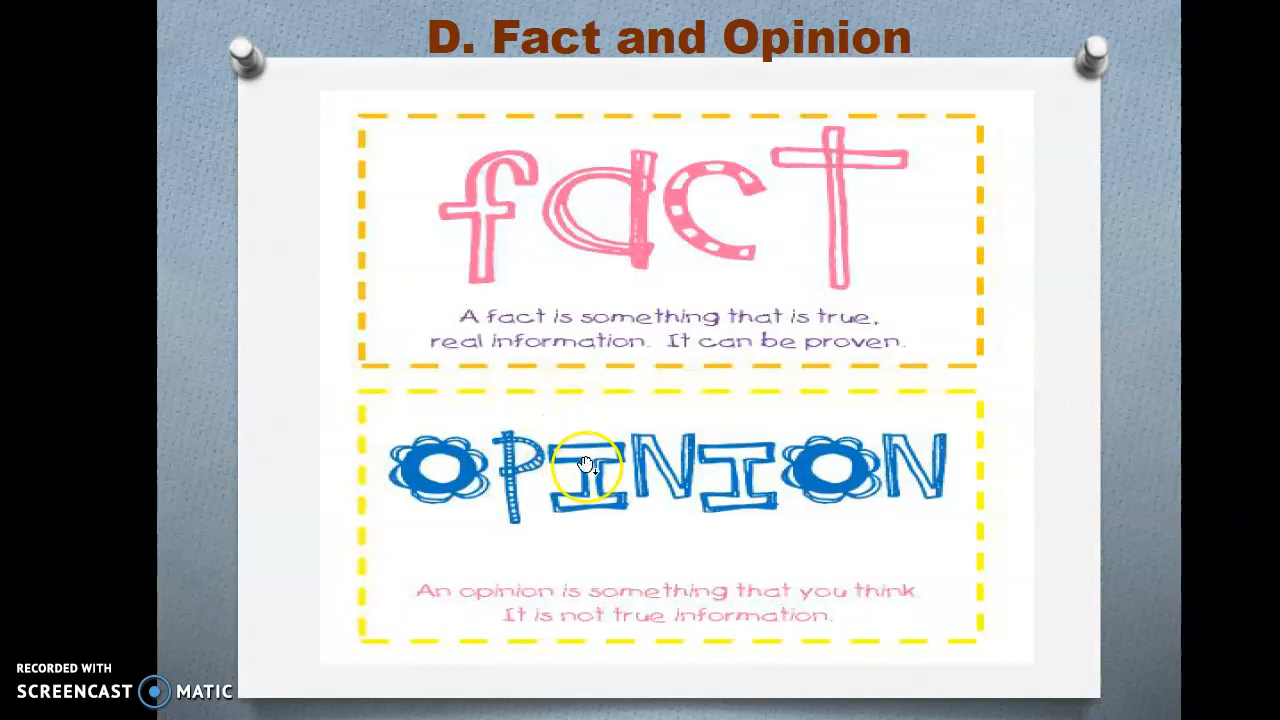 D. Fact and Opinion
fact
A fact is something that is true,
real information. It can be proven.
OPINION
An opinion is something that you think.
It is not true information.
RECORDED WITH
SCREENCAST MATIC